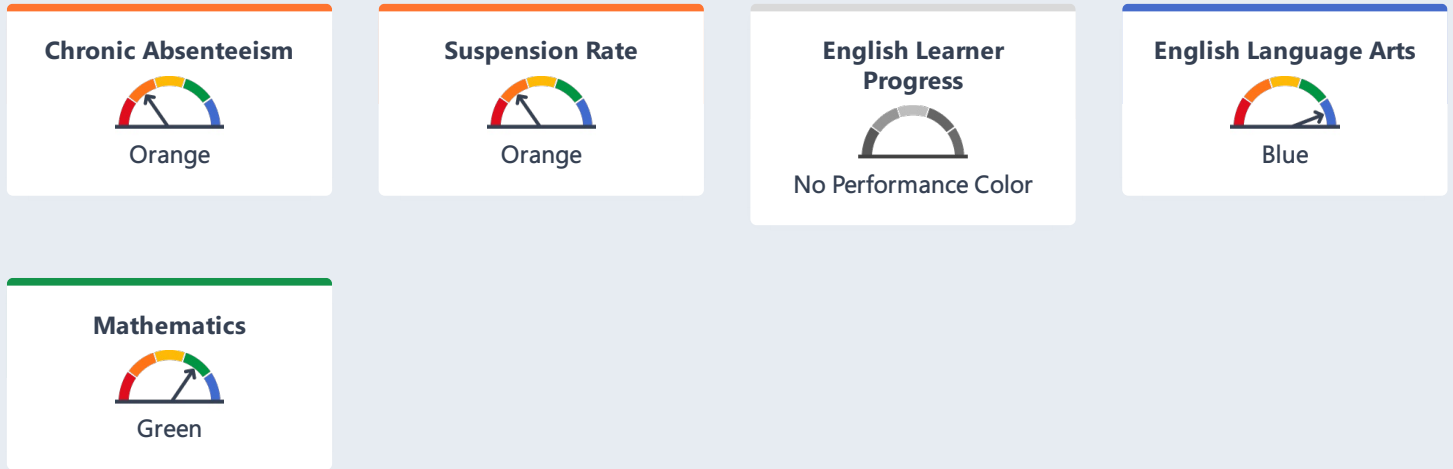 Chronic Absenteeism
Orange
Suspension Rate
Orange
English Learner
Progress
No Performance Color
English Language Arts
Blue
Mathematics
Green